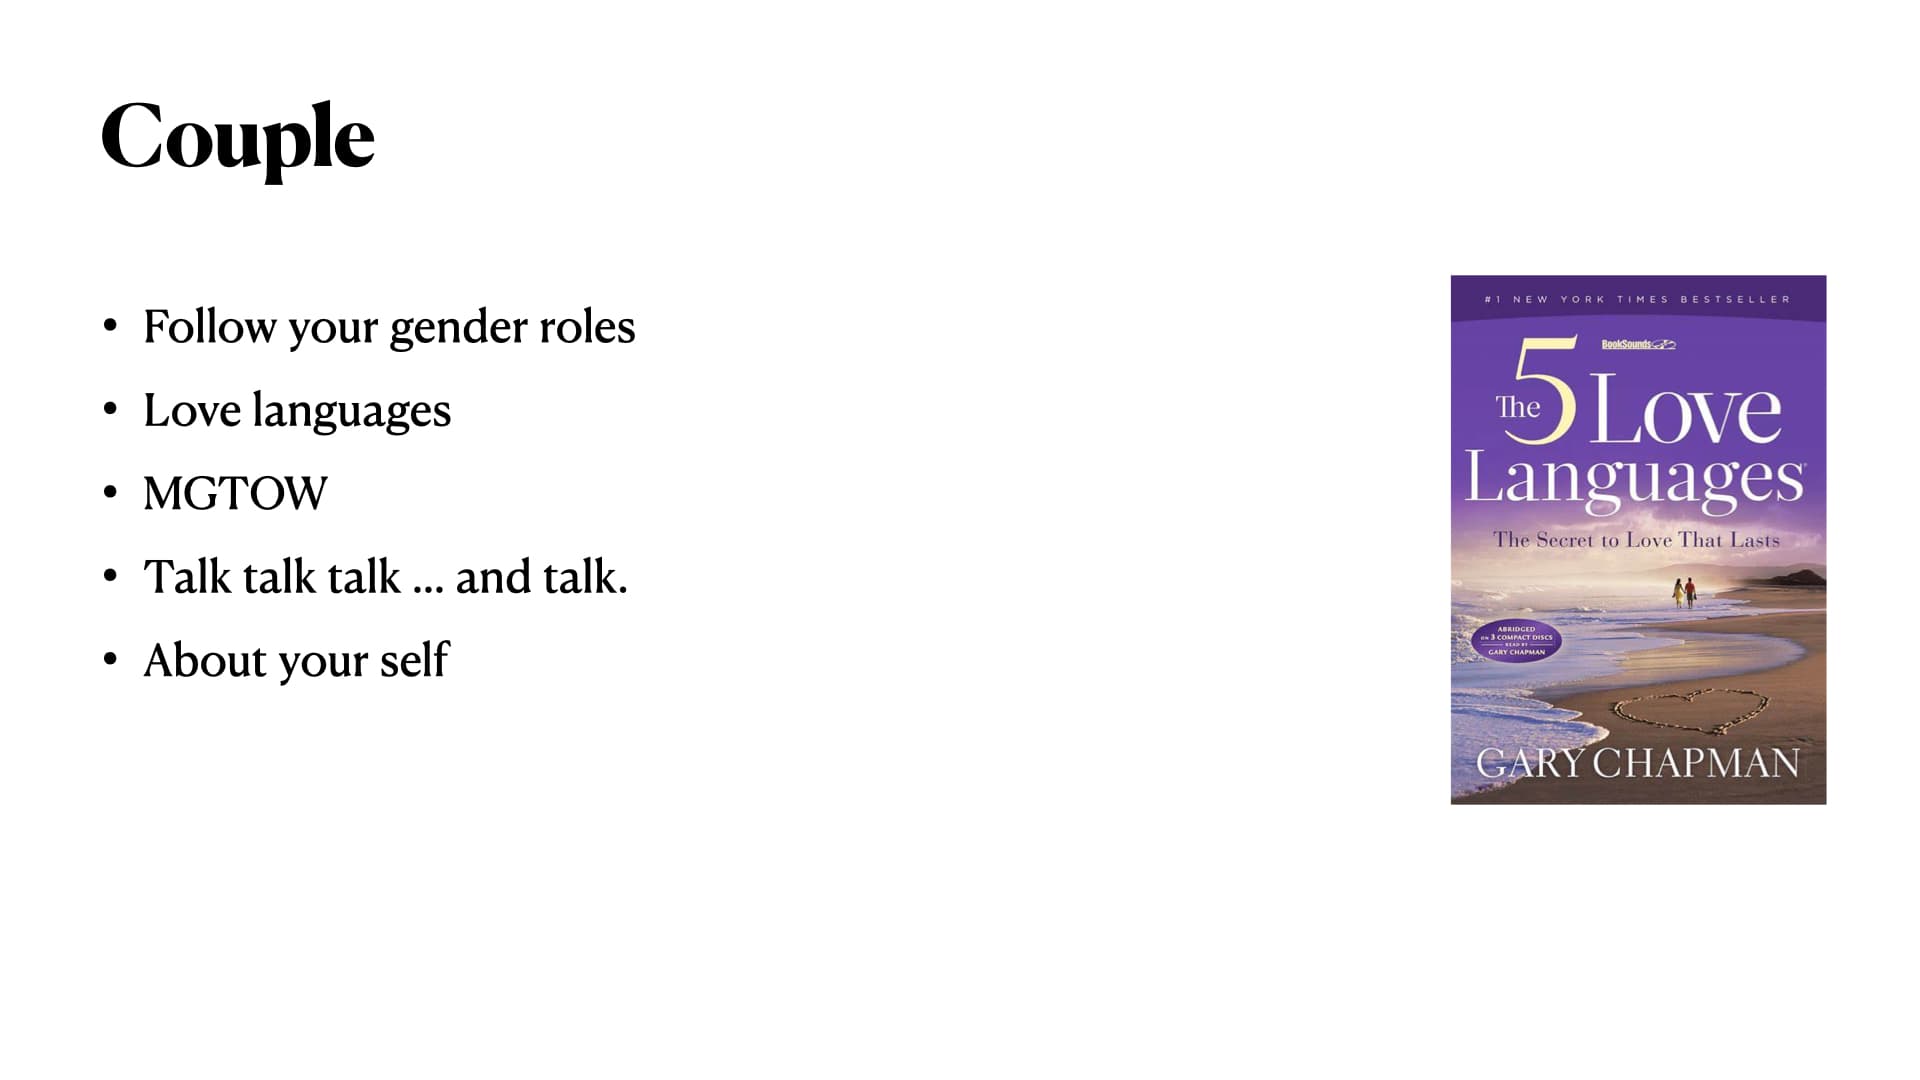 Couple
• Follow your gender roles
• Love languages
• MGTOW
• Talk talk talk ... and talk.
• About your self
#1 NEW YORK TIMES BESTSELLER
BookSounds
The 5 Love
Languages®
The Secret to Love That Lasts
ABRIDGED
ON 3 COMPACT DISCS
READ BY
GARY CHAPMAN
GARY CHAPMAN